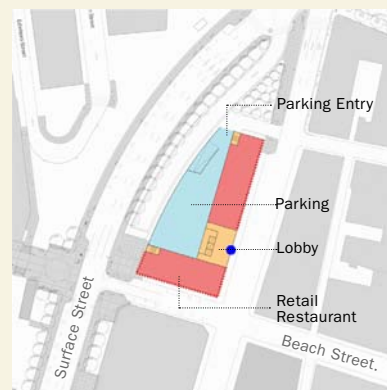 Parking Entry
Parking
Lobby
Retail
Restaurant
Surface Street
Beach Street.